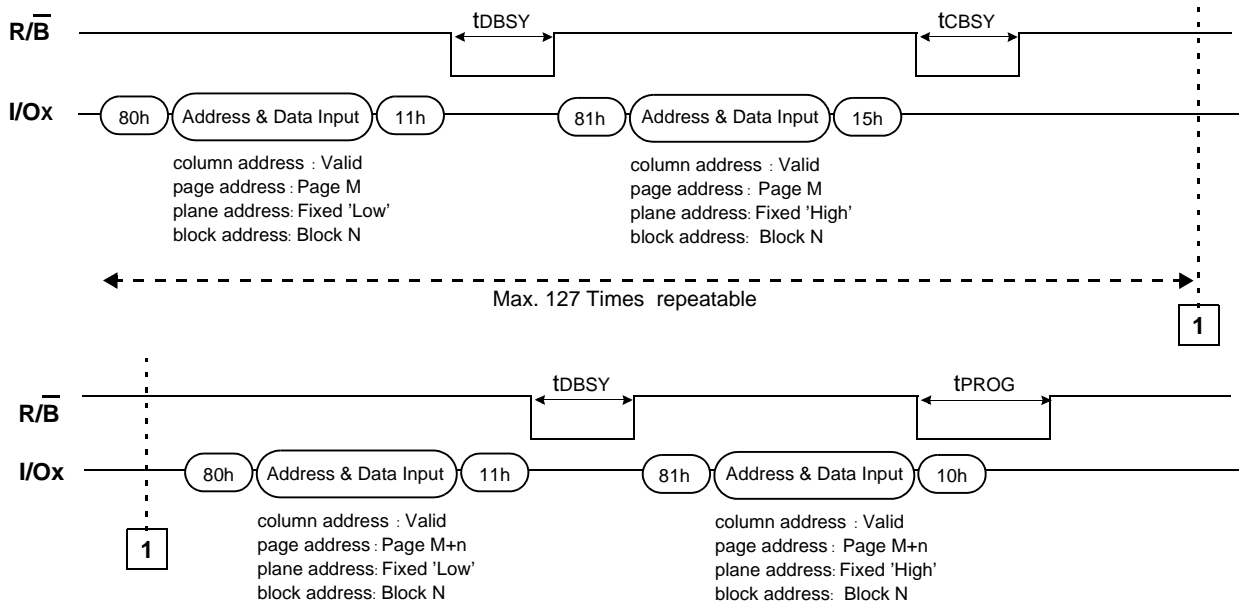 tDBSY tCBSY
R/B
I/Ox 80h Address & Data Input 11h 81h Address & Data Input 15h
column address : Valid column address : Valid
page address : Page M page address : Page M
plane address: Fixed 'Low' plane address: Fixed 'High'
block address: Block N block address: Block N
Max. 127 Times repeatable
1
tDBSY tPROG
R/B
I/Ox 80h Address & Data Input 11h 81h Address & Data Input 10h
column address : Valid column address : Valid
1 page address : Page M+n page address : Page M+n
plane address: Fixed 'Low' plane address: Fixed 'High'
block address: Block N block address: Block N